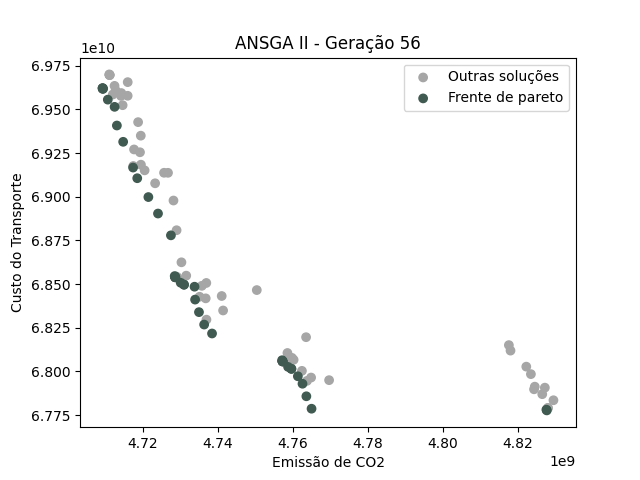 ANSGA II - Geração 56
1e10
6.975
6.950
6.925
6.900
6.875
6.850
6.825
6.800
6.775
Custo do Transporte
Outras soluções
Frente de pareto
4.72
4.74
4.76
4.78
4.80
4.82
1e9
Emissão de CO2